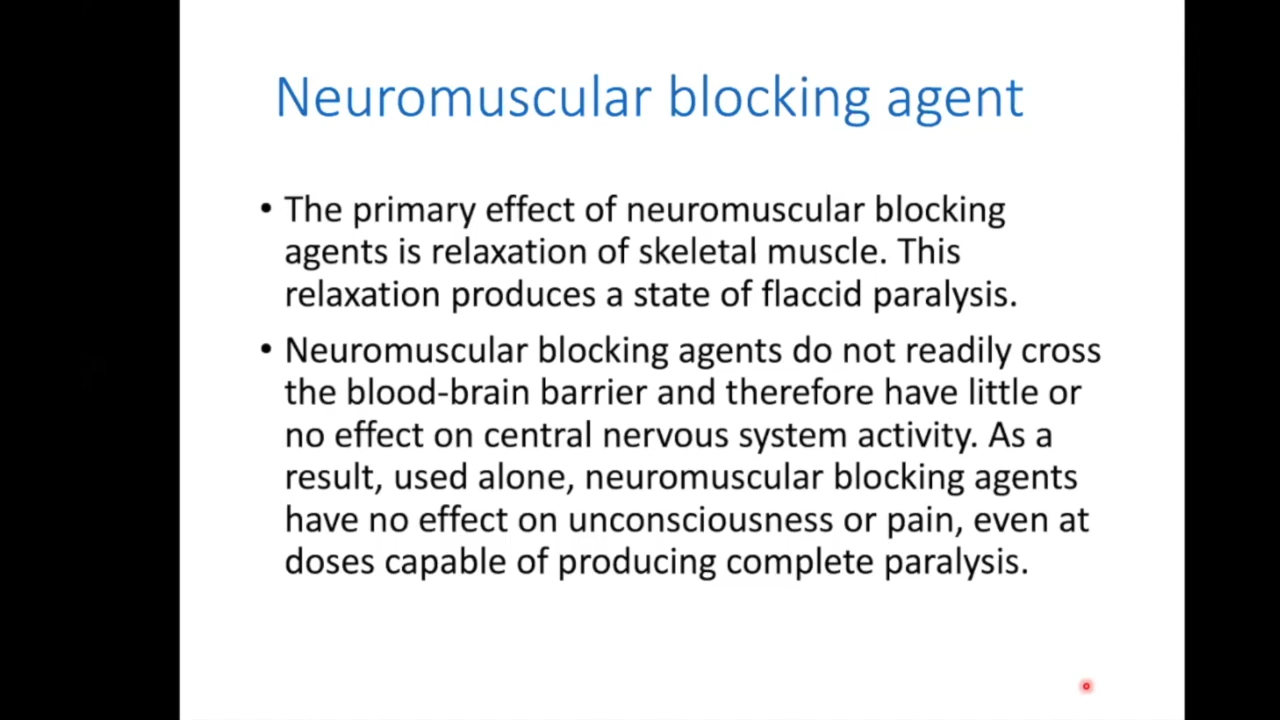 Neuromuscular blocking agent
• The primary effect of neuromuscular blocking
agents is relaxation of skeletal muscle. This
relaxation produces a state of flaccid paralysis.
• Neuromuscular blocking agents do not readily cross
the blood-brain barrier and therefore have little or
no effect on central nervous system activity. As a
result, used alone, neuromuscular blocking agents
have no effect on unconsciousness or pain, even at
doses capable of producing complete paralysis.